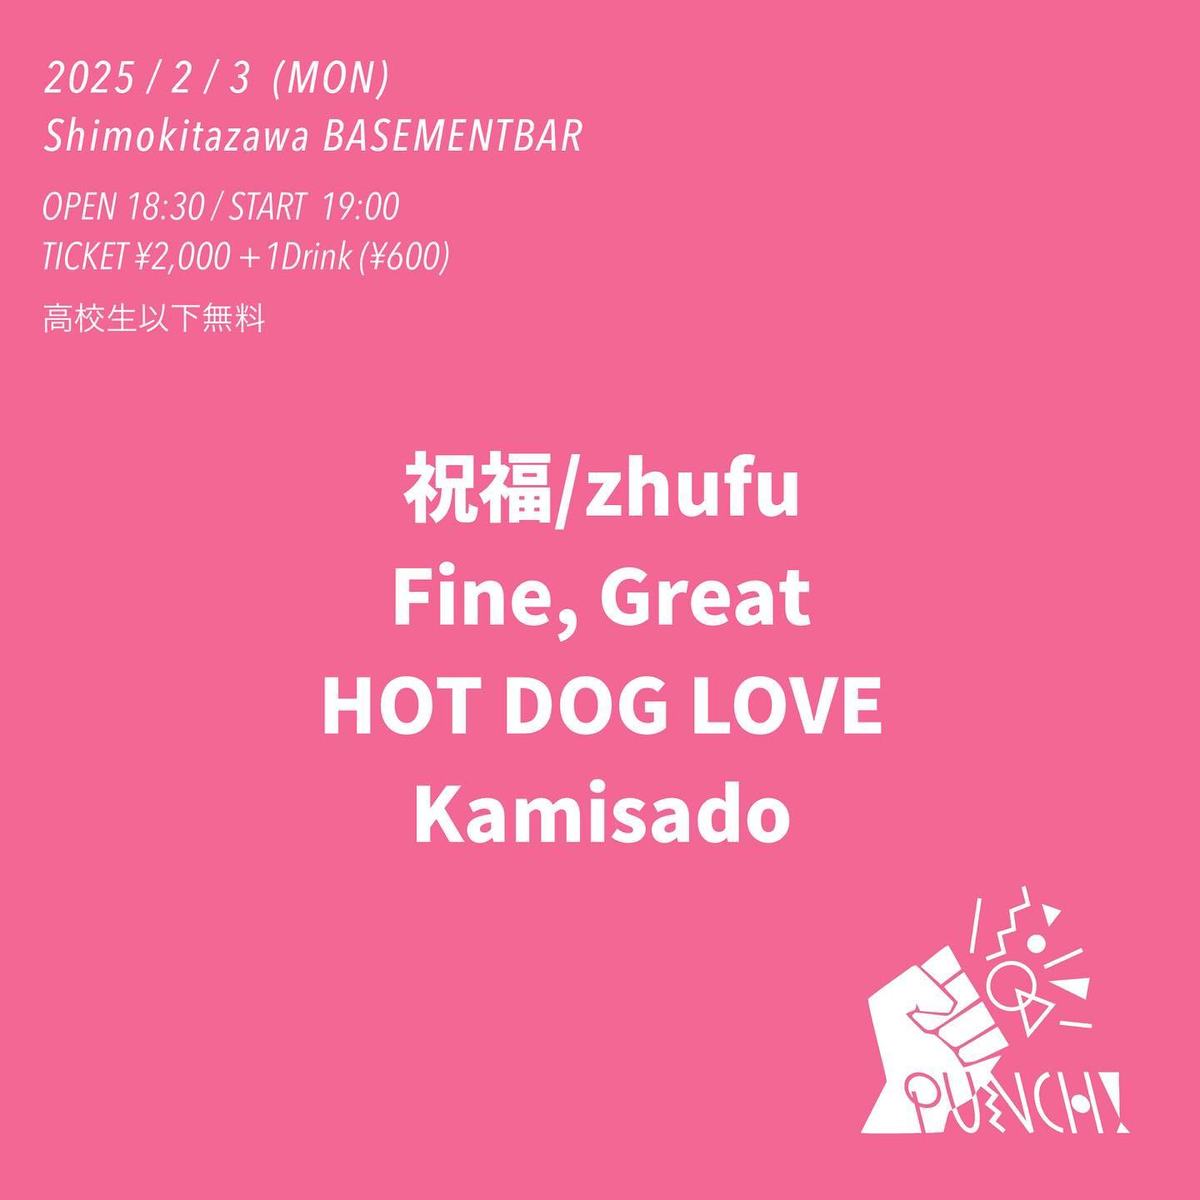 2025 / 2 / 3 (MON)
Shimokitazawa BASEMENTBAR
OPEN 18:30 / START 19:00
TICKET ¥2,000 +1Drink (¥600)
高校生以下無料
祝福/zhufu
Fine, Great
HOT DOG LOVE
Kamisado
PUNCH!